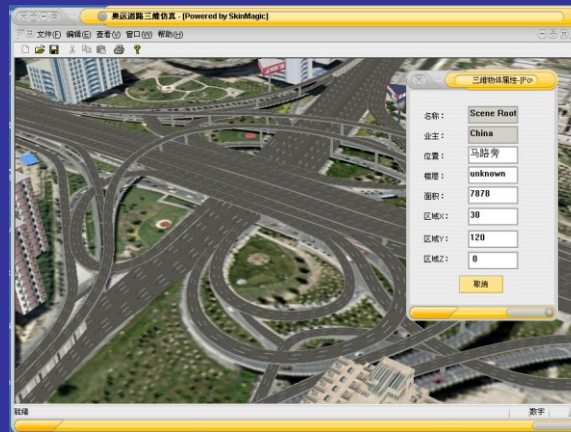 奥运道路三维仿真 - [Powered by SkinMagic]
文件(F) 编辑(E) 查看(V) 窗口(W) 帮助(H)
三维物体属性-[Po
名称： Scene Root
业主： China
位置： 马路旁
楼层： unknown
面积： 7878
区域X： 30
区域Y： 120
区域Z： 0
取消
就绪 数字